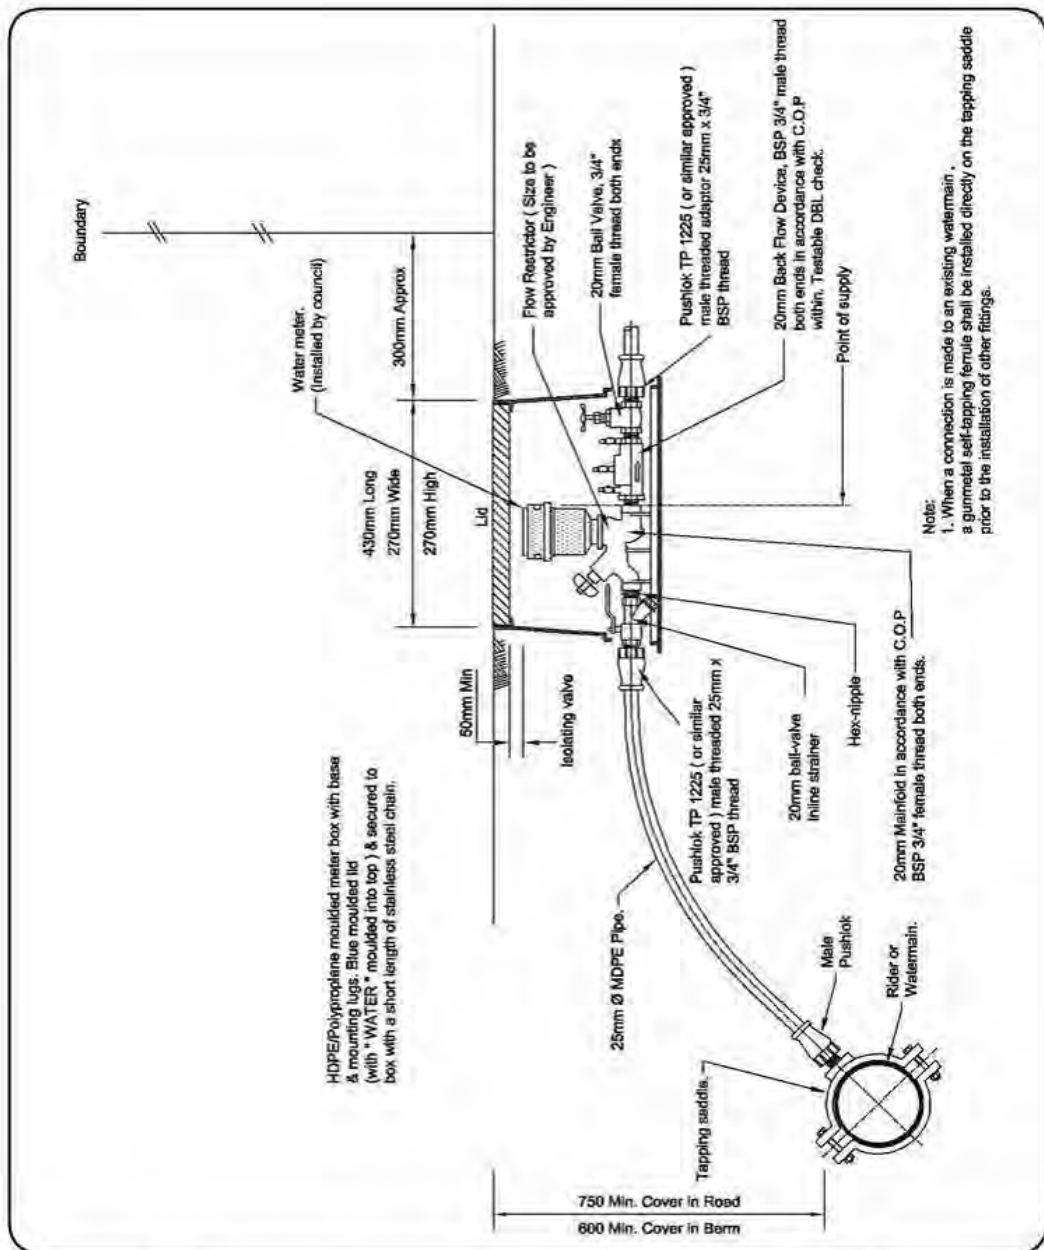 Boundary
Water meter.
(Installed by council)
300mm Approx
430mm Long
270mm Wide
270mm High
Lid
Flow Restrictor ( Size to be
approved by Engineer )
20mm Ball Valve, 3/4"
female thread both ends
Pushlok TP 1225 ( or similar approved )
male threaded adaptor 25mm x 3/4"
BSP thread
20mm Back Flow Device, BSP 3/4" male thread
both ends in accordance with C.O.P
within. Testable DBL check.
Point of supply
Note:
1. When a connection is made to an existing watermain ,
a gunmetal self-tapping ferrule shall be installed directly on the tapping saddle
prior to the installation of other fittings.
HDPE/Polyproplane moulded meter box with base
& mounting lugs. Blue moulded lid
(with " WATER " moulded into top ) & secured to
box with a short length of stainless steel chain.
50mm Min
Isolating valve
25mm Ø MDPE Pipe.
Pushlok TP 1225 ( or similar
approved ) male threaded 25mm x
3/4" BSP thread
20mm ball-valve
Inline strainer
Hex-nipple
20mm Mainfold in accordance with C.O.P
BSP 3/4" female thread both ends.
Tapping saddle.
Male
Pushlok
Rider or
Watermain.
750 Min. Cover in Road
600 Min. Cover in Berm